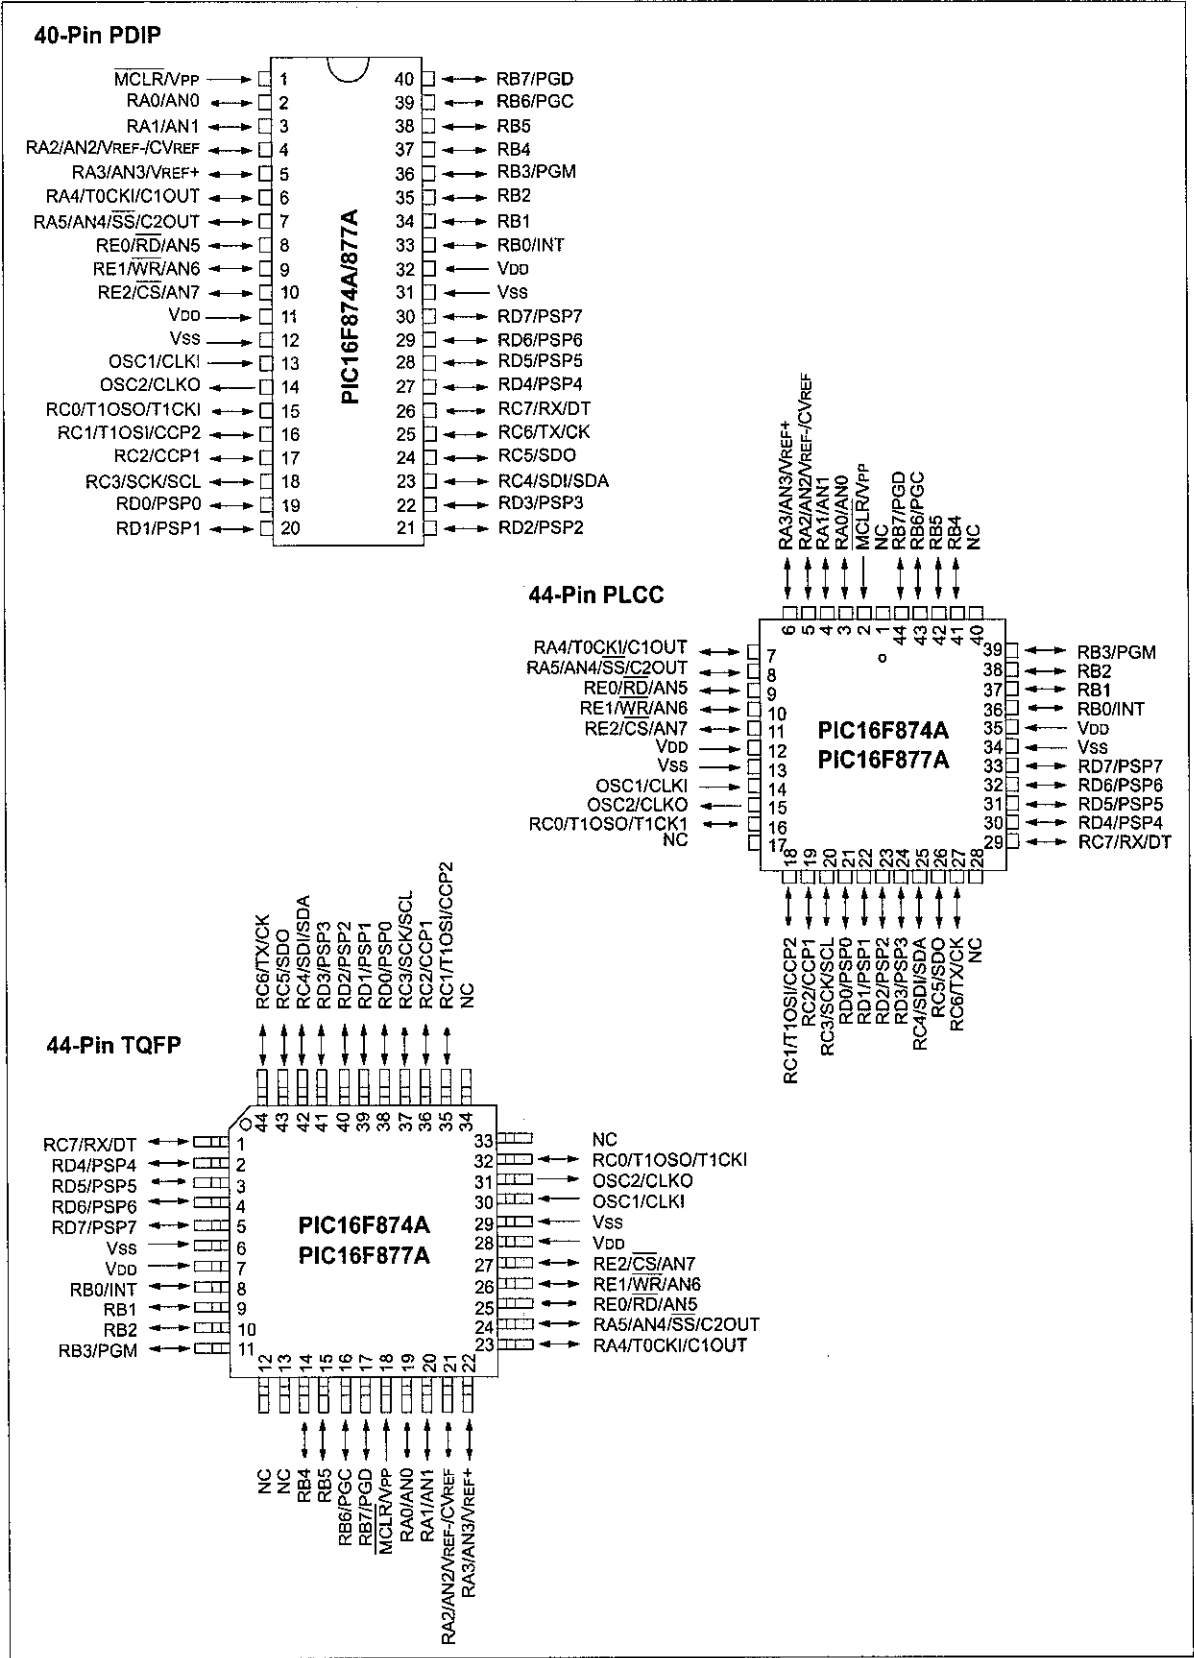 40-Pin PDIP
MCLR/VPP 1
RA0/AN0 2
RA1/AN1 3
RA2/AN2/VREF-/CVREF 4
RA3/AN3/VREF+ 5
RA4/T0CKI/C1OUT 6
RA5/AN4/SS/C2OUT 7
RE0/RD/AN5 8
RE1/WR/AN6 9
RE2/CS/AN7 10
VDD 11
VSS 12
OSC1/CLKI 13
OSC2/CLKO 14
RC0/T1OSO/T1CKI 15
RC1/T1OSI/CCP2 16
RC2/CCP1 17
RC3/SCK/SCL 18
RD0/PSP0 19
RD1/PSP1 20
PIC16F874A/877A
40 RB7/PGD
39 RB6/PGC
38 RB5
37 RB4
36 RB3/PGM
35 RB2
34 RB1
33 RB0/INT
32 VDD
31 VSS
30 RD7/PSP7
29 RD6/PSP6
28 RD5/PSP5
27 RD4/PSP4
26 RC7/RX/DT
25 RC6/TX/CK
24 RC5/SDO
23 RC4/SDI/SDA
22 RD3/PSP3
21 RD2/PSP2
44-Pin PLCC
RA3/AN3/VREF+ 6
RA2/AN2/VREF-/CVREF 5
RA1/AN1 4
RA0/AN0 3
MCLR/VPP 2
NC 1
RB7/PGD 44
RB6/PGC 43
RB5 42
RB4 41
NC 40
RA4/T0CKI/C1OUT 7
RA5/AN4/SS/C2OUT 8
RE0/RD/AN5 9
RE1/WR/AN6 10
RE2/CS/AN7 11
VDD 12
VSS 13
OSC1/CLKI 14
OSC2/CLKO 15
RC0/T1OSO/T1CK1 16
NC 17
PIC16F874A
PIC16F877A
39 RB3/PGM
38 RB2
37 RB1
36 RB0/INT
35 VDD
34 VSS
33 RD7/PSP7
32 RD6/PSP6
31 RD5/PSP5
30 RD4/PSP4
29 RC7/RX/DT
18 RC1/T1OSI/CCP2
19 RC2/CCP1
20 RC3/SCK/SCL
21 RD0/PSP0
22 RD1/PSP1
23 RD2/PSP2
24 RD3/PSP3
25 RC4/SDI/SDA
26 RC5/SDO
27 RC6/TX/CK
28 NC
44-Pin TQFP
RC6/TX/CK 44
RC5/SDO 43
RC4/SDI/SDA 42
RD3/PSP3 41
RD2/PSP2 40
RD1/PSP1 39
RD0/PSP0 38
RC3/SCK/SCL 37
RC2/CCP1 36
RC1/T1OSI/CCP2 35
NC 34
RC7/RX/DT 1
RD4/PSP4 2
RD5/PSP5 3
RD6/PSP6 4
RD7/PSP7 5
VSS 6
VDD 7
RB0/INT 8
RB1 9
RB2 10
RB3/PGM 11
PIC16F874A
PIC16F877A
33 NC
32 RC0/T1OSO/T1CKI
31 OSC2/CLKO
30 OSC1/CLKI
29 VSS
28 VDD
27 RE2/CS/AN7
26 RE1/WR/AN6
25 RE0/RD/AN5
24 RA5/AN4/SS/C2OUT
23 RA4/T0CKI/C1OUT
12 NC
13 NC
14 RB4
15 RB5
16 RB6/PGC
17 RB7/PGD
18 MCLR/VPP
19 RA0/AN0
20 RA1/AN1
21 RA2/AN2/VREF-/CVREF
22 RA3/AN3/VREF+